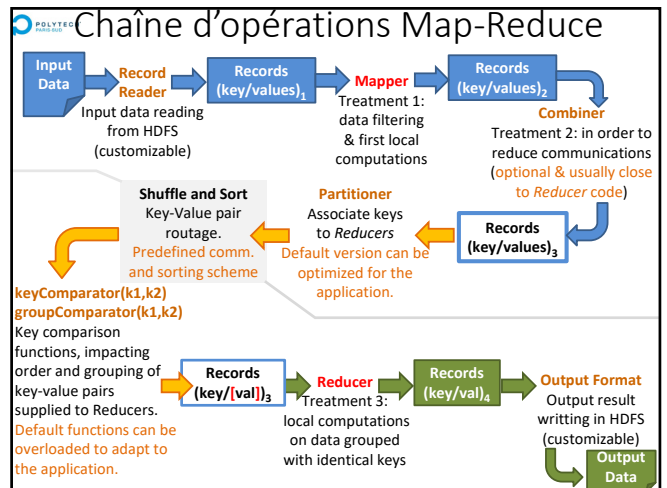 POLYTECH
PARIS-SUD
Chaîne d'opérations Map-Reduce
Input
Data
Record
Reader
Input data reading
from HDFS
(customizable)
Records
(key/values)1
Mapper
Treatment 1:
data filtering
& first local
computations
Records
(key/values)2
Combiner
Treatment 2: in order to
reduce communications
(optional & usually close
to Reducer code)
Records
(key/values)3
Partitioner
Associate keys
to Reducers
Default version can be
optimized for the
application.
Shuffle and Sort
Key-Value pair
routage.
Predefined comm.
and sorting scheme
keyComparator(k1,k2)
groupComparator(k1,k2)
Key comparison
functions, impacting
order and grouping of
key-value pairs
supplied to Reducers.
Default functions can be
overloaded to adapt to
the application.
Records
(key/[val])3
Reducer
Treatment 3:
local computations
on data grouped
with identical keys
Records
(key/val)4
Output Format
Output result
writting in HDFS
(customizable)
Output
Data